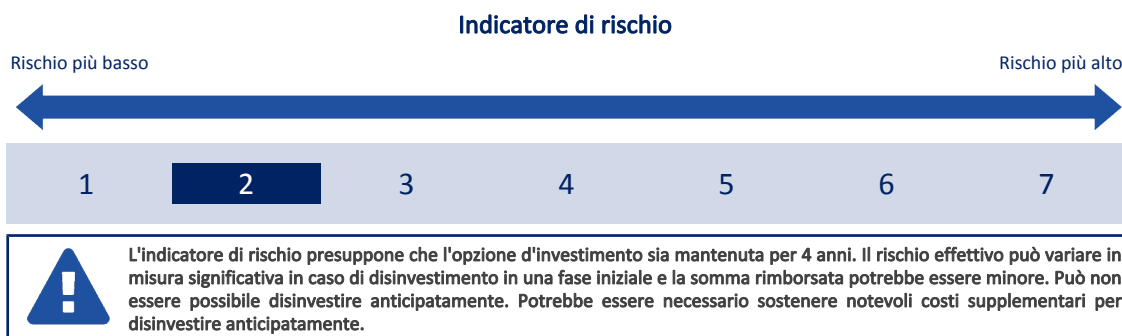 Indicatore di rischio
Rischio più basso Rischio più alto
1 2 3 4 5 6 7
L'indicatore di rischio presuppone che l'opzione d'investimento sia mantenuta per 4 anni. Il rischio effettivo può variare in
misura significativa in caso di disinvestimento in una fase iniziale e la somma rimborsata potrebbe essere minore. Può non
essere possibile disinvestire anticipatamente. Potrebbe essere necessario sostenere notevoli costi supplementari per
disinvestire anticipatamente.